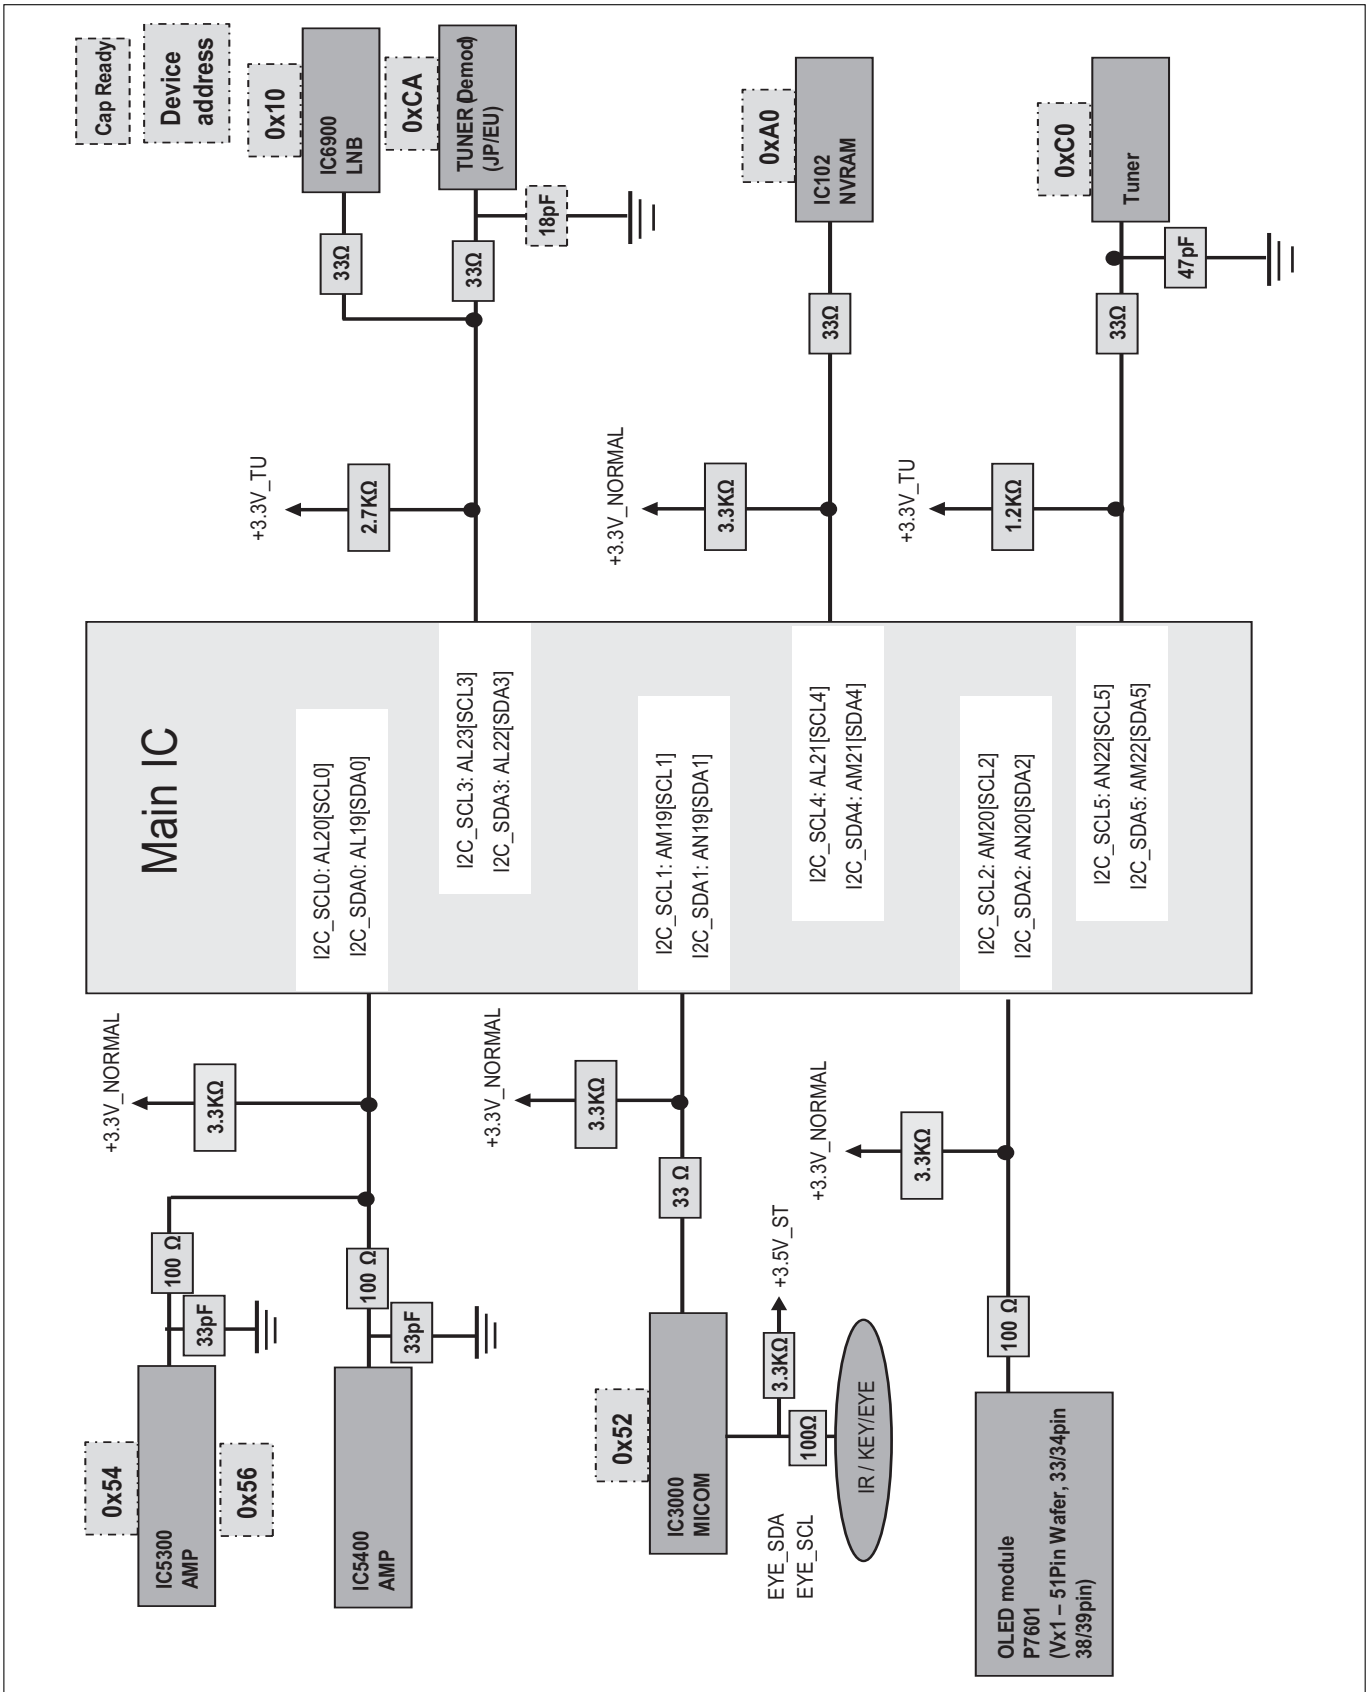 Main IC
I2C_SCL0: AL20[SCL0]
I2C_SDA0: AL19[SDA0]
I2C_SCL3: AL23[SCL3]
I2C_SDA3: AL22[SDA3]
I2C_SCL1: AM19[SCL1]
I2C_SDA1: AN19[SDA1]
I2C_SCL4: AL21[SCL4]
I2C_SDA4: AM21[SDA4]
I2C_SCL2: AM20[SCL2]
I2C_SDA2: AN20[SDA2]
I2C_SCL5: AN22[SCL5]
I2C_SDA5: AM22[SDA5]
0x54
IC5300
AMP
0x56
33pF
100 Ω
+3.3V_NORMAL
3.3KΩ
IC5400
AMP
33pF
100 Ω
0x52
IC3000
MICOM
33 Ω
+3.3V_NORMAL
3.3KΩ
3.3KΩ
+3.5V_ST
100Ω
EYE_SDA
EYE_SCL
IR / KEY/EYE
OLED module
P7601
(Vx1 – 51Pin Wafer, 33/34pin
38/39pin)
100 Ω
+3.3V_NORMAL
3.3KΩ
Cap Ready
Device
address
0x10
IC6900
LNB
33Ω
0xCA
TUNER (Demod)
(JP/EU)
33Ω
18pF
+3.3V_TU
2.7KΩ
0xA0
IC102
NVRAM
33Ω
+3.3V_NORMAL
3.3KΩ
0xC0
Tuner
47pF
33Ω
+3.3V_TU
1.2KΩ